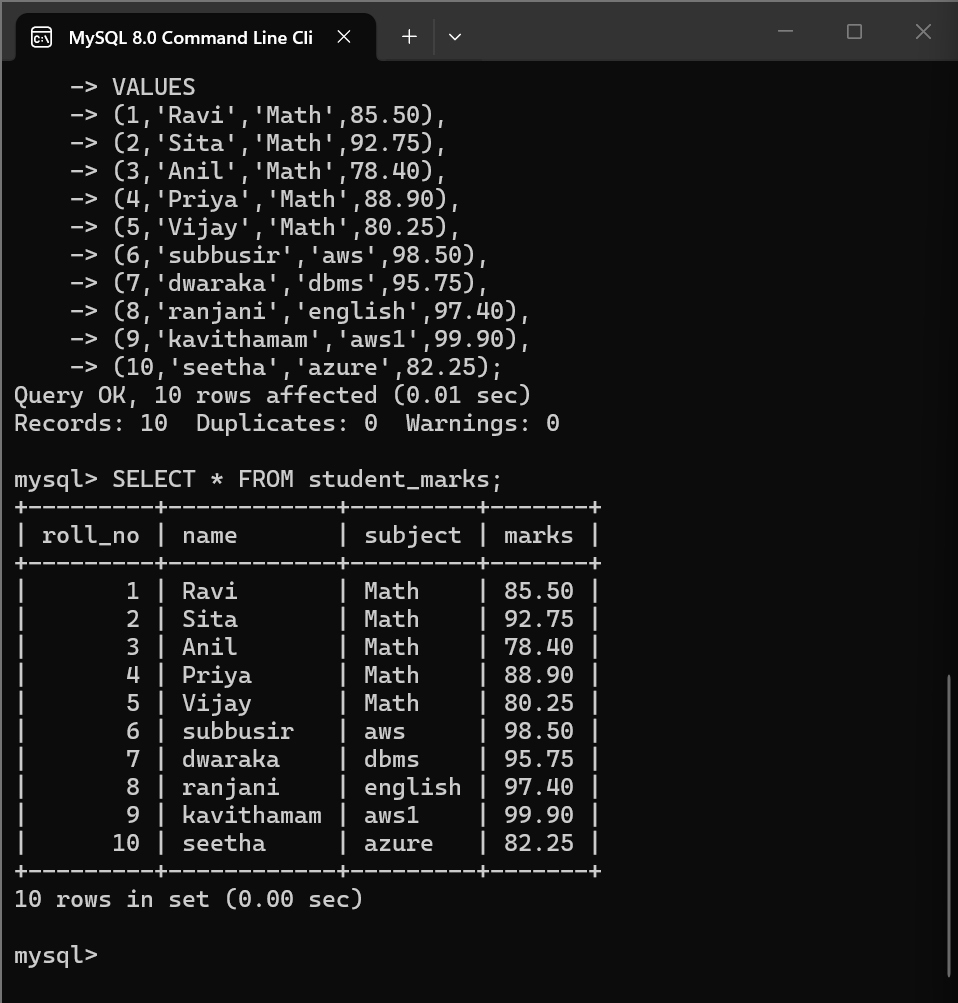 MySQL 8.0 Command Line Cli
    -> VALUES
    -> (1,'Ravi','Math',85.50),
    -> (2,'Sita','Math',92.75),
    -> (3,'Anil','Math',78.40),
    -> (4,'Priya','Math',88.90),
    -> (5,'Vijay','Math',80.25),
    -> (6,'subbusir','aws',98.50),
    -> (7,'dwaraka','dbms',95.75),
    -> (8,'ranjani','english',97.40),
    -> (9,'kavithamam','aws1',99.90),
    -> (10,'seetha','azure',82.25);
Query OK, 10 rows affected (0.01 sec)
Records: 10  Duplicates: 0  Warnings: 0

mysql> SELECT * FROM student_marks;
+---------+------------+---------+-------+
| roll_no | name       | subject | marks |
+---------+------------+---------+-------+
|       1 | Ravi       | Math    | 85.50 |
|       2 | Sita       | Math    | 92.75 |
|       3 | Anil       | Math    | 78.40 |
|       4 | Priya      | Math    | 88.90 |
|       5 | Vijay      | Math    | 80.25 |
|       6 | subbusir   | aws     | 98.50 |
|       7 | dwaraka    | dbms    | 95.75 |
|       8 | ranjani    | english | 97.40 |
|       9 | kavithamam | aws1    | 99.90 |
|      10 | seetha     | azure   | 82.25 |
+---------+------------+---------+-------+
10 rows in set (0.00 sec)

mysql>